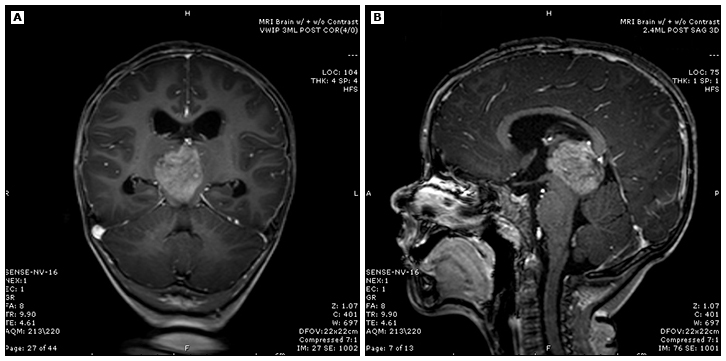 A
H
MRI Brain w/ + w/o Contrast
VWIP 3ML POST COR(4/0)
---
LOC: 104
THK: 4 SP: 4
HFS
R
L
SENSE-NV-16
NEX:1
EC: 1
GR
FA: 8
TR: 9.90
TE: 4.61
AQM: 213\220
Page: 27 of 44
F
cm
Z: 1.07
C: 401
W: 697
DFOV:22x22cm
Compressed 7:1
IM: 27 SE: 1002
B
H
MRI Brain w/ + w/o Contrast
2.4ML POST SAG 3D
---
LOC: 75
THK: 1 SP: 1
HFS
A
P
SENSE-NV-16
NEX:1
EC: 1
GR
FA: 8
TR: 9.90
TE: 4.61
AQM: 213\220
Page: 7 of 13
F
cm
Z: 1.07
C: 401
W: 697
DFOV:22x22cm
Compressed 7:1
IM: 76 SE: 1001